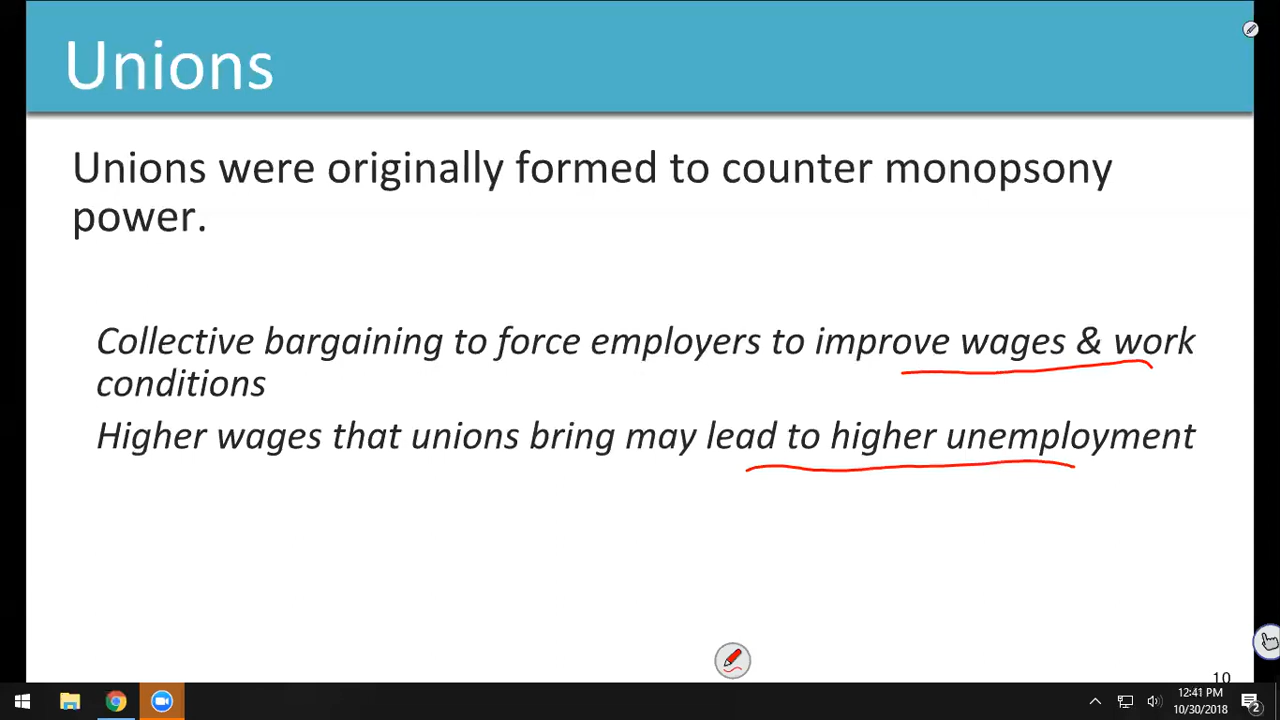 Unions
Unions were originally formed to counter monopsony
power.
Collective bargaining to force employers to improve wages & work
conditions
Higher wages that unions bring may lead to higher unemployment
10
12:41 PM
10/30/2018
2